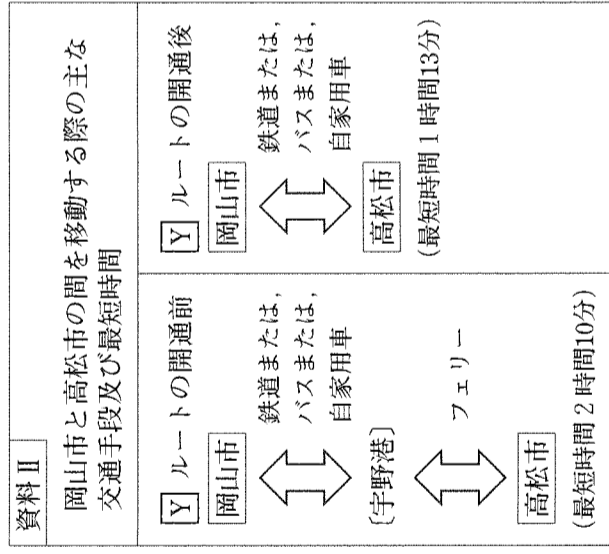 資料Ⅱ
岡山市と高松市の間を移動する際の主な
交通手段及び最短時間
Y ルートの開通前
岡山市
鉄道または,
バスまたは,
自家用車
〔宇野港〕
フェリー
高松市
(最短時間2時間10分)
Y ルートの開通後
岡山市
鉄道または,
バスまたは,
自家用車
高松市
(最短時間1時間13分)